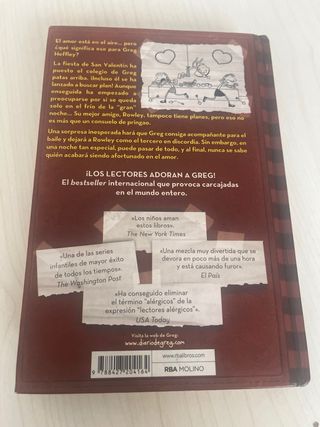 El amor está en el aire... pero
¿qué significa eso para Greg
Heffley?
La fiesta de San Valentín ha
puesto el colegio de Greg
patas arriba. ¡Incluso él se ha
lanzado a buscar plan! Aunque
enseguida ha empezado a
preocuparse por si se queda
solo en el frío de la "gran"
noche... Su mejor amigo, Rowley, tampoco tiene planes, pero eso no
es más que un consuelo de pringao.
Una sorpresa inesperada hará que Greg consiga acompañante para el
baile y dejará a Rowley como el tercero en discordia. Sin embargo, en
una noche tan especial, puede pasar de todo, y al final, nunca se sabe
quién acabará siendo afortunado en el amor.
¡LOS LECTORES ADORAN A GREG!
El bestseller internacional que provoca carcajadas
en el mundo entero.
«Los niños aman
estos libros»
The New York Times
«Una de las series
infantiles de mayor éxito
de todos los tiempos».
The Washington Post
«Una mezcla muy divertida que se
devora en poco más de una hora
y está causando furor».
El País
«Ha conseguido eliminar
el término "alérgicos" de la
expresión "lectores alérgicos"».
USA Today
Visita la web de Greg:
www.diariodegreg.com
9 788427 204164
www.rbalibros.com
RBA MOLINO